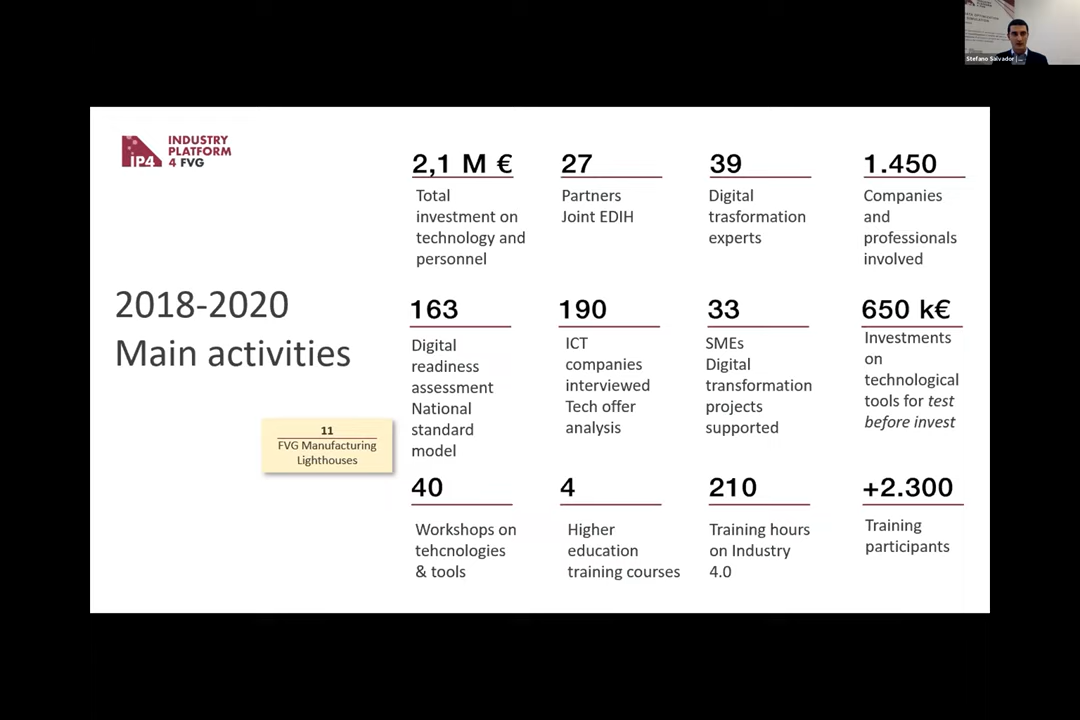 Stefano Salvador | ...
INDUSTRY
PLATFORM
4 FVG
IP4
2018-2020
Main activities
11
FVG Manufacturing
Lighthouses
2,1 M €
Total
investment on
technology and
personnel
27
Partners
Joint EDIH
39
Digital
trasformation
experts
1.450
Companies
and
professionals
involved
163
Digital
readiness
assessment
National
standard
model
190
ICT
companies
interviewed
Tech offer
analysis
33
SMEs
Digital
transformation
projects
supported
650 k€
Investments
on
technological
tools for test
before invest
40
Workshops on
tehcnologies
& tools
4
Higher
education
training courses
210
Training hours
on Industry
4.0
+2.300
Training
participants